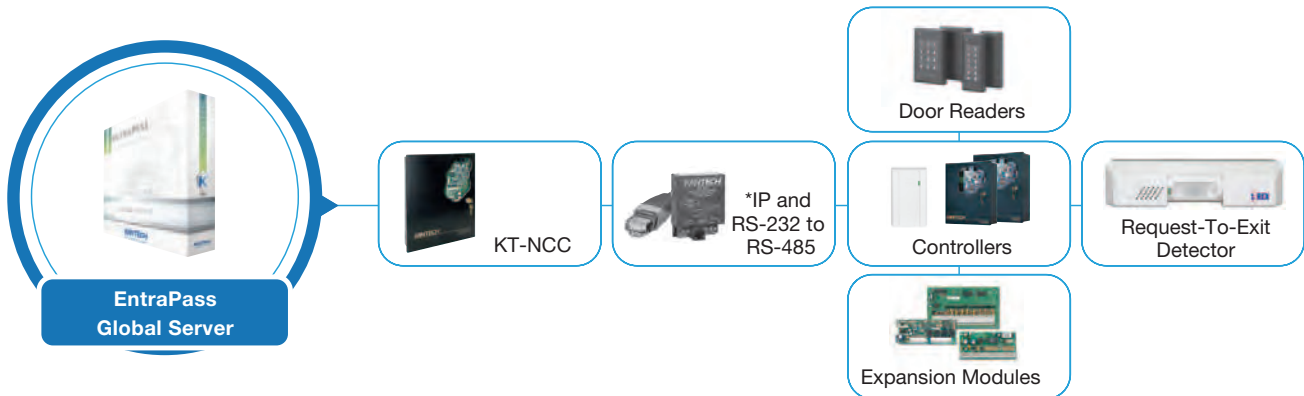 EntraPass
Global Server
KT-NCC
KANTECH
*IP and
RS-232 to
RS-485
Door Readers
Controllers
Request-To-Exit
Detector
Expansion Modules